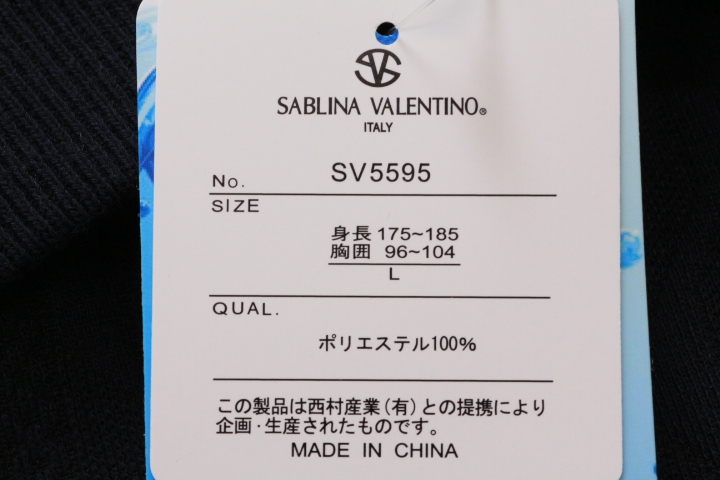 SV
SABLINA VALENTINO®
ITALY
No. SV5595
SIZE
身長 175~185
胸囲 96~104
L
QUAL.
ポリエステル100%
この製品は西村産業(有)との提携により
企画・生産されたものです。
MADE IN CHINA